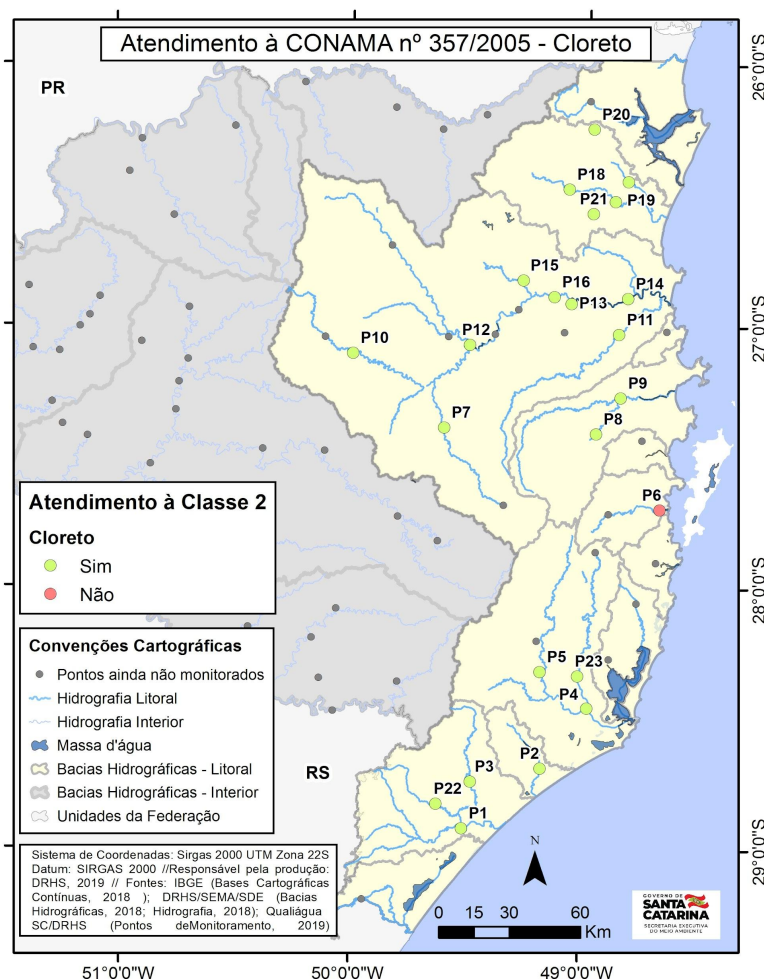 Atendimento à CONAMA nº 357/2005 - Cloreto
PR
26°0'0"S
P20
P18
P19
P21
P15
P16
P13
P14
27°0'0"S
P11
P12
P10
P9
P7
P8
P6
Atendimento à Classe 2
Cloreto
Sim
Não
28°0'0"S
Convenções Cartográficas
Pontos ainda não monitorados
Hidrografia Litoral
Hidrografia Interior
Massa d'água
Bacias Hidrográficas - Litoral
Bacias Hidrográficas - Interior
Unidades da Federação
P5
P23
P4
RS
P3
P2
P22
P1
29°0'0"S
Sistema de Coordenadas: Sirgas 2000 UTM Zona 22S
Datum: SIRGAS 2000 //Responsável pela produção:
DRHS, 2019 // Fontes: IBGE (Bases Cartográficas
Contínuas, 2018 ); DRHS/SEMA/SDE (Bacias
Hidrográficas, 2018; Hidrografia, 2018); Qualiágua
SC/DRHS (Pontos deMonitoramento, 2019)
N
0 15 30 60
Km
GOVERNO DE
SANTA
CATARINA
SECRETARIA EXECUTIVA
DO MEIO AMBIENTE
51°0'0"W
50°0'0"W
49°0'0"W